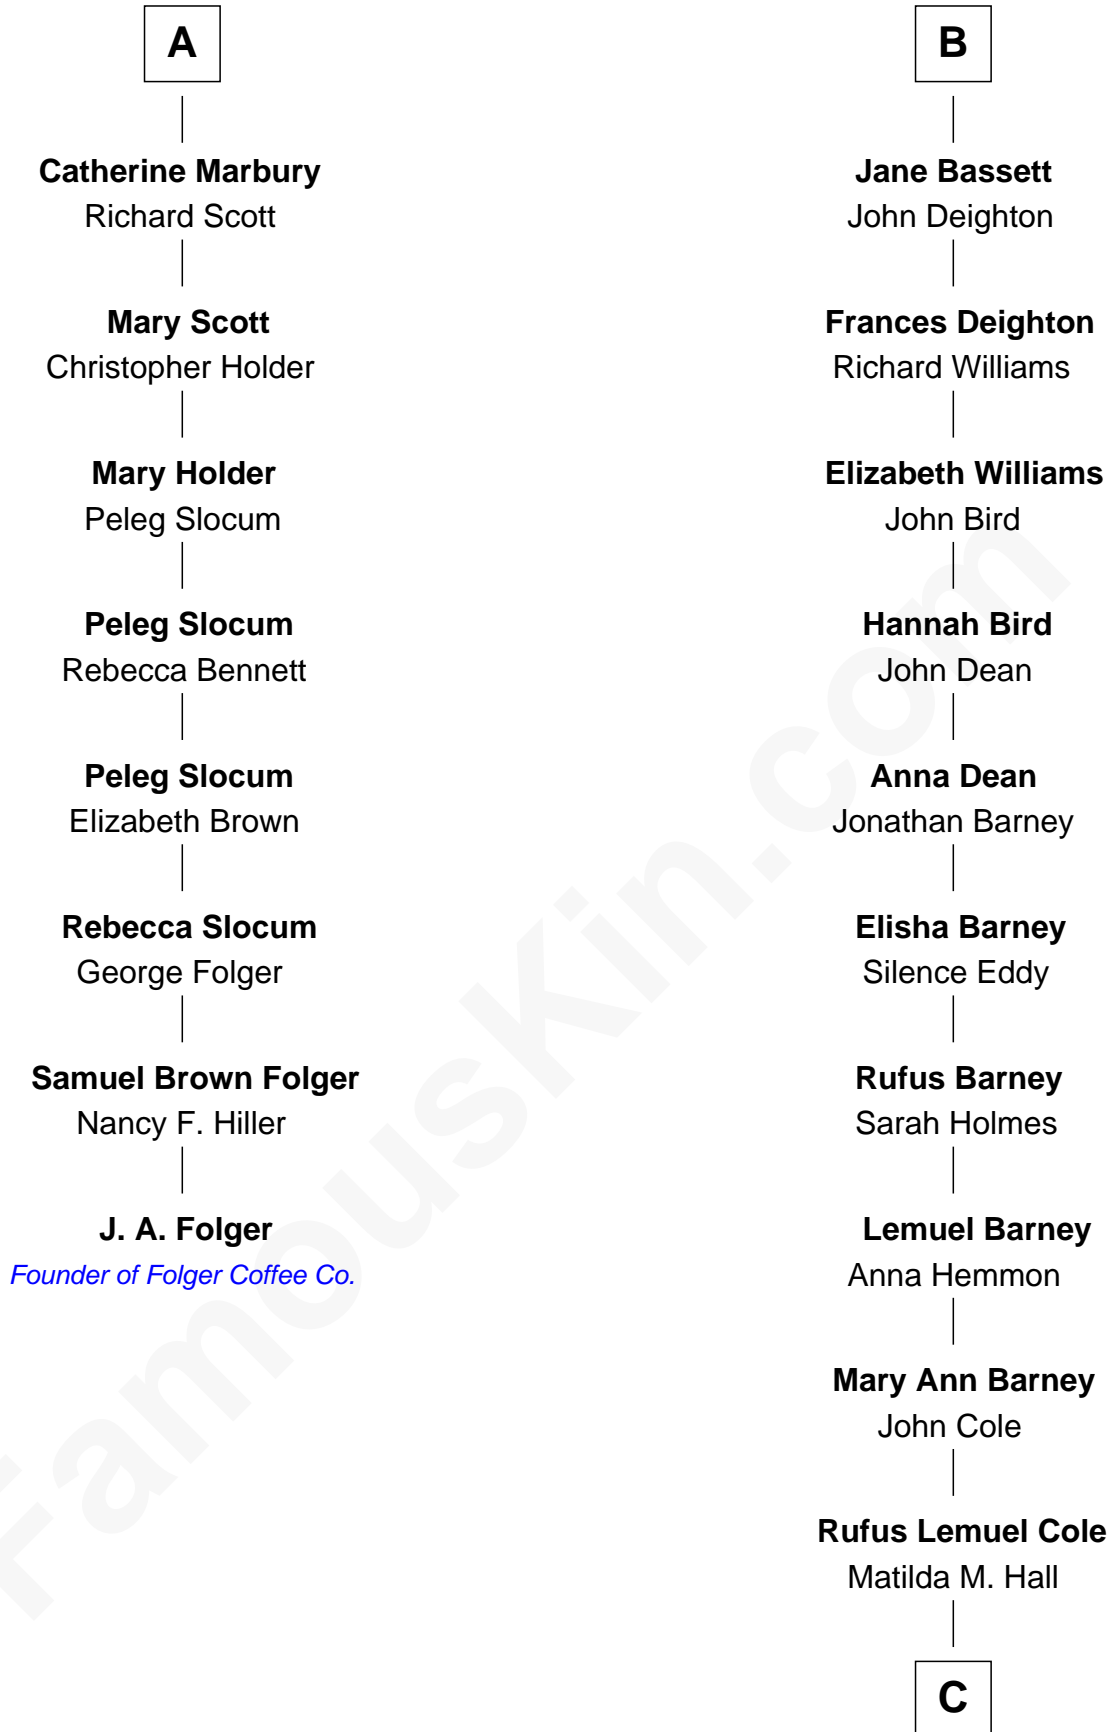 A
Catherine Marbury
Richard Scott
Mary Scott
Christopher Holder
Mary Holder
Peleg Slocum
Peleg Slocum
Rebecca Bennett
Peleg Slocum
Elizabeth Brown
Rebecca Slocum
George Folger
Samuel Brown Folger
Nancy F. Hiller
J. A. Folger
Founder of Folger Coffee Co.
B
Jane Bassett
John Deighton
Frances Deighton
Richard Williams
Elizabeth Williams
John Bird
Hannah Bird
John Dean
Anna Dean
Jonathan Barney
Elisha Barney
Silence Eddy
Rufus Barney
Sarah Holmes
Lemuel Barney
Anna Hemmon
Mary Ann Barney
John Cole
Rufus Lemuel Cole
Matilda M. Hall
C
FamousKin.com